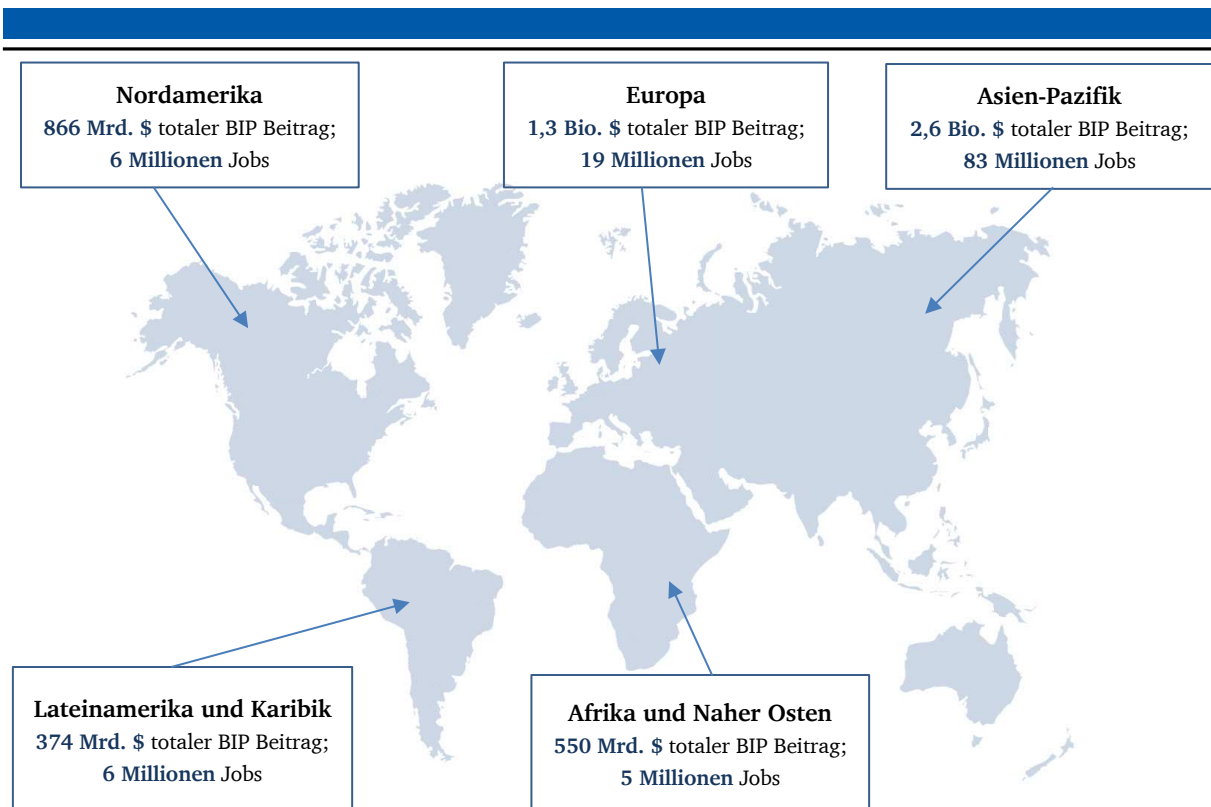 Nordamerika
866 Mrd. $ totaler BIP Beitrag;
6 Millionen Jobs
Europa
1,3 Bio. $ totaler BIP Beitrag;
19 Millionen Jobs
Asien-Pazifik
2,6 Bio. $ totaler BIP Beitrag;
83 Millionen Jobs
Lateinamerika und Karibik
374 Mrd. $ totaler BIP Beitrag;
6 Millionen Jobs
Afrika und Naher Osten
550 Mrd. $ totaler BIP Beitrag;
5 Millionen Jobs